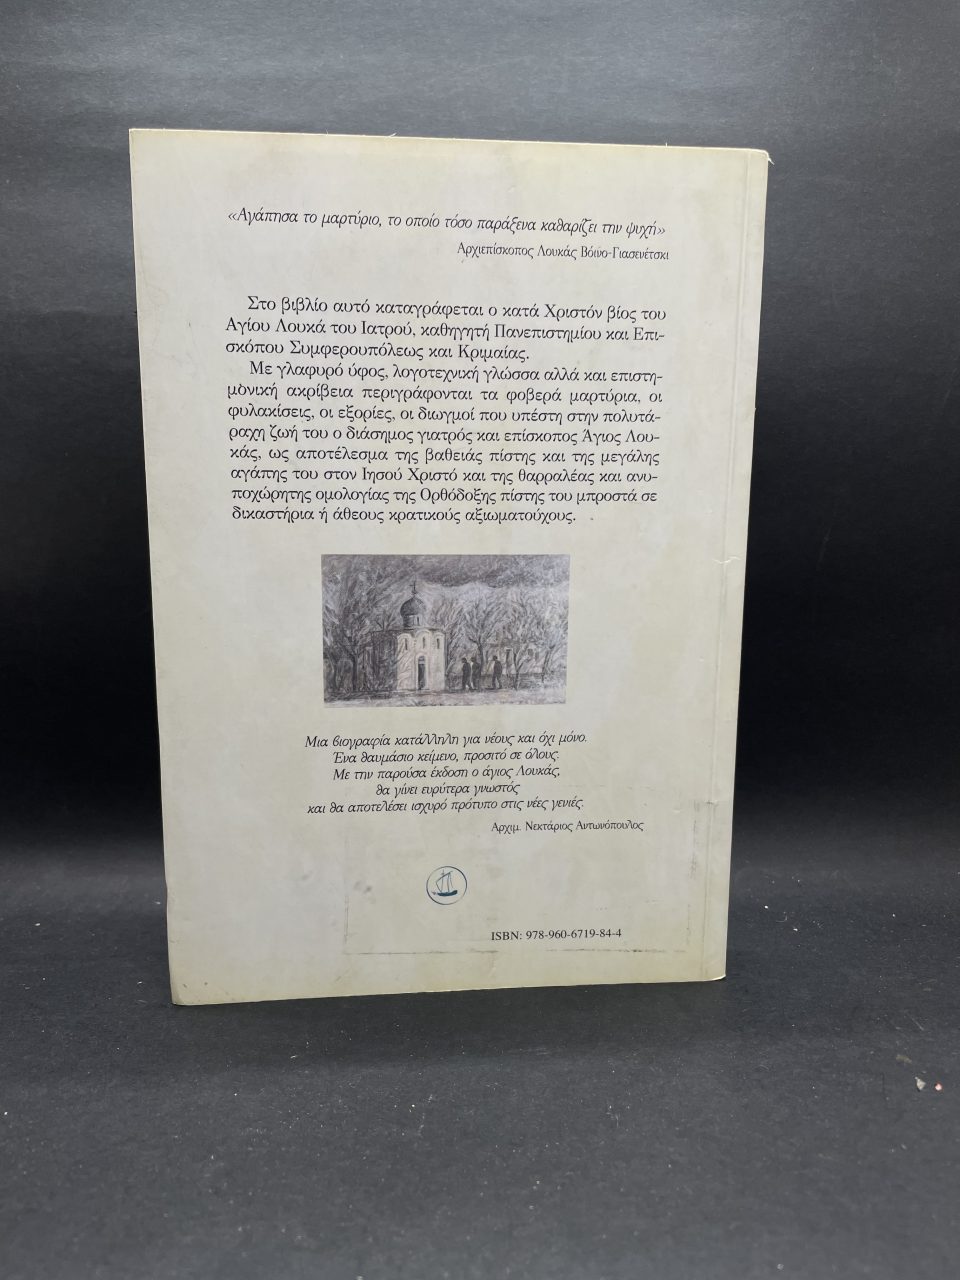 «Αγάπησα το μαρτύριο, το οποίο τόσο παράξενα καθαρίζει την ψυχή»
Αρχιεπίσκοπος Λουκάς Βόινο-Γιασενέτσκι
Στο βιβλίο αυτό καταγράφεται ο κατά Χριστόν βίος του
Αγίου Λουκά του Ιατρού, καθηγητή Πανεπιστημίου και Επι-
σκόπου Συμφερουπόλεως και Κριμαίας.
Με γλαφυρό ύφος, λογοτεχνική γλώσσα αλλά και επιστη-
μονική ακρίβεια περιγράφονται τα φοβερά μαρτύρια, οι
φυλακίσεις, οι εξορίες, οι διωγμοί που υπέστη στην πολυτά-
ραχη ζωή του ο διάσημος γιατρός και επίσκοπος Άγιος Λου-
κάς, ως αποτέλεσμα της βαθειάς πίστης και της μεγάλης
αγάπης του στον Ιησού Χριστό και της θαρραλέας και ανυ-
ποχώρητης ομολογίας της Ορθόδοξης πίστης του μπροστά σε
δικαστήρια ή άθεους κρατικούς αξιωματούχους.
Μια βιογραφία κατάλληλη για νέους και όχι μόνο.
Ένα θαυμάσιο κείμενο, προσιτό σε όλους.
Με την παρούσα έκδοση ο άγιος Λουκάς,
θα γίνει ευρύτερα γνωστός
και θα αποτελέσει ισχυρό πρότυπο στις νέες γενιές.
Αρχιμ. Νεκτάριος Αντωνόπουλος
ISBN: 978-960-6719-84-4